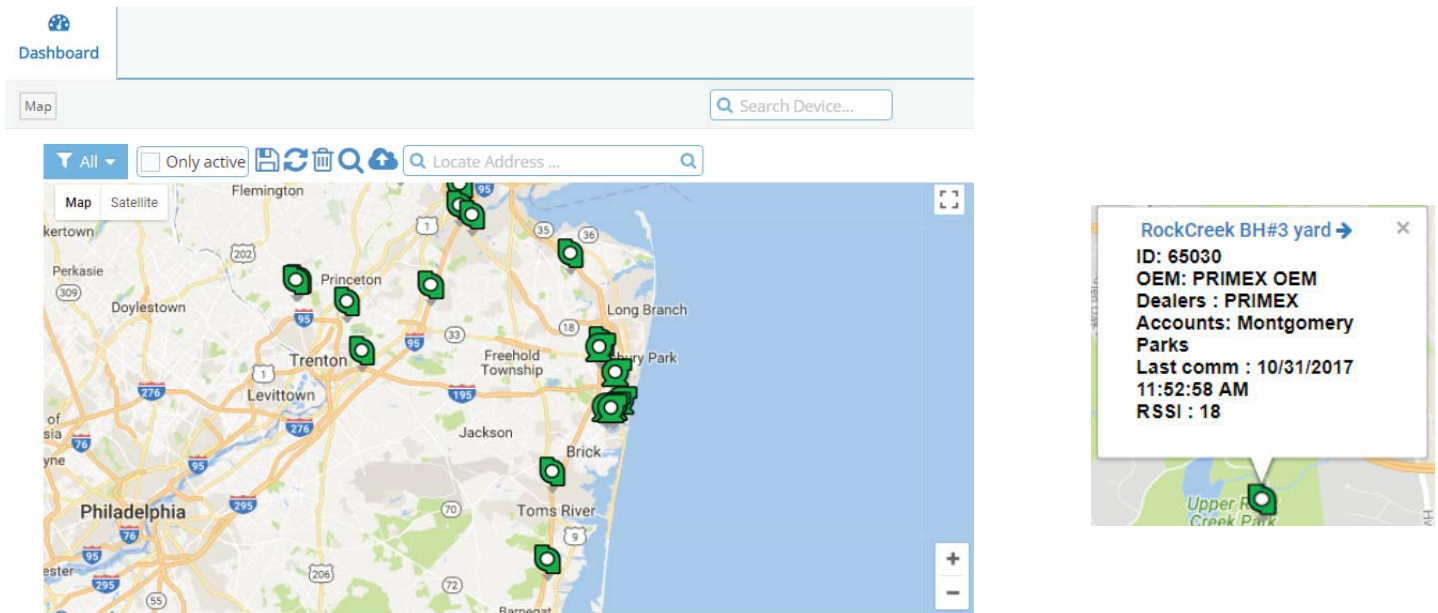 Dashboard
Map
Search Device...
All
Only active
Locate Address ...
Map
Satellite
Flemington
95
kertown
1
35
36
202
Perkasie
309
Princeton
Doylestown
95
Long Branch
18
33
95
Trenton
Freehold
Township
bury Park
1
276
Levittown
195
of
sia
76
276
Jackson
yne
95
Brick
Philadelphia
295
70
Toms River
76
9
95
ester
295
206
72
55
Barnegat
RockCreek BH#3 yard
ID: 65030
OEM: PRIMEX OEM
Dealers : PRIMEX
Accounts: Montgomery
Parks
Last comm : 10/31/2017
11:52:58 AM
RSSI : 18
Upper R
Creek Park